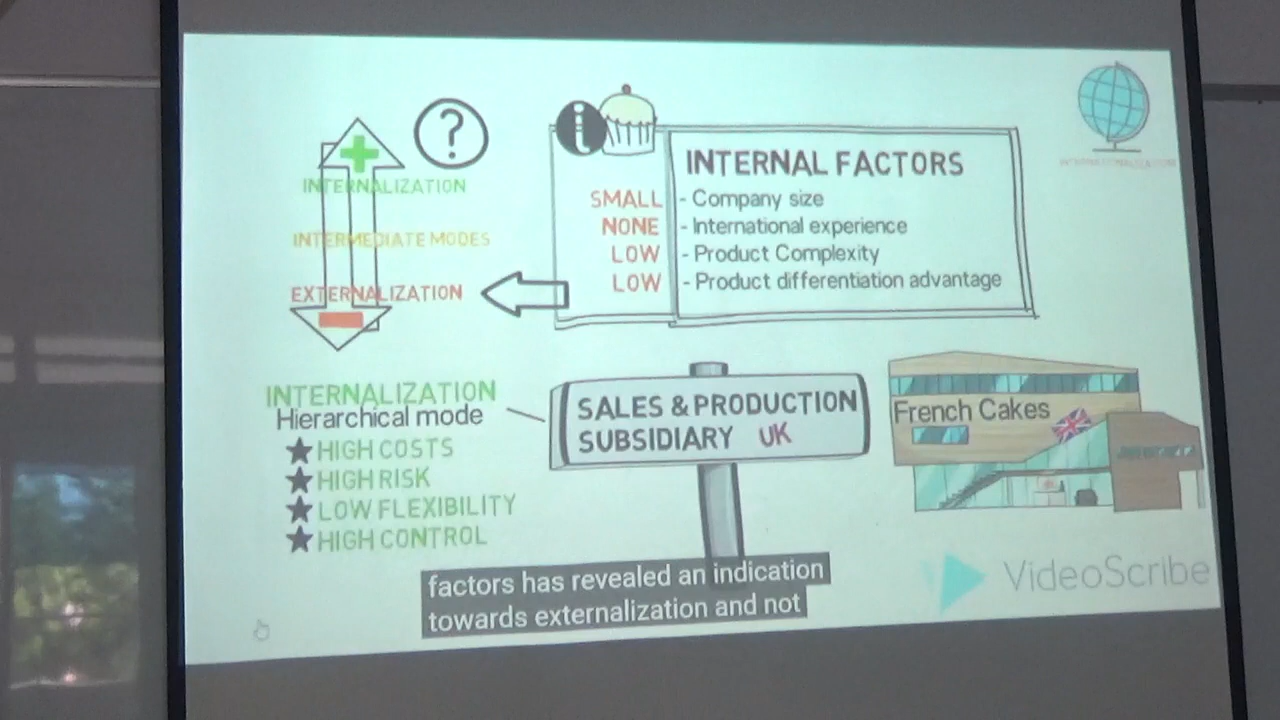 INTERNALIZATION
INTERNALIZATION
INTERMEDIATE MODES
EXTERNALIZATION
i
INTERNAL FACTORS
SMALL - Company size
NONE - International experience
LOW - Product Complexity
LOW - Product differentiation advantage
INTERNALIZATION
Hierarchical mode
HIGH COSTS
HIGH RISK
LOW FLEXIBILITY
HIGH CONTROL
SALES & PRODUCTION
SUBSIDIARY UK
French Cakes
factors has revealed an indication
towards externalization and not
VideoScribe